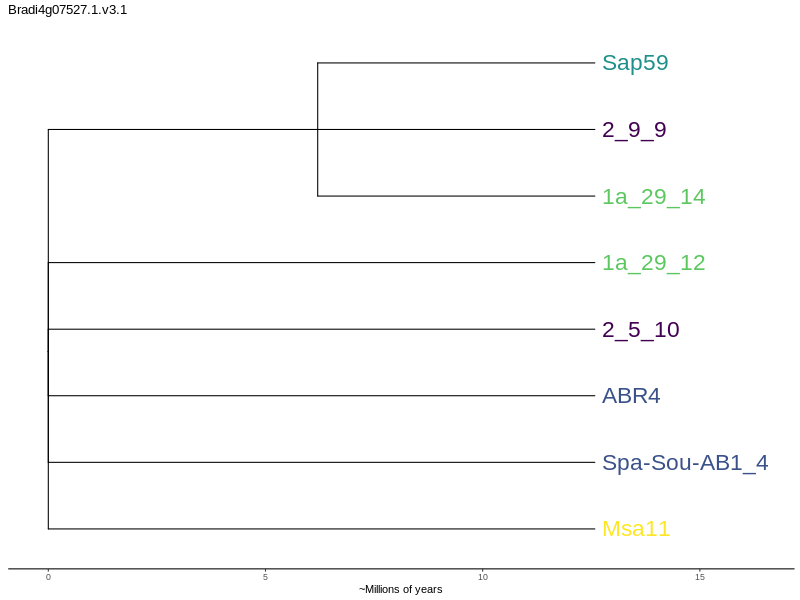 Bradi4g07527.1.v3.1
Sap59
2_9_9
1a_29_14
1a_29_12
2_5_10
ABR4
Spa-Sou-AB1_4
Msa11
0 5 10 15
~Millions of years